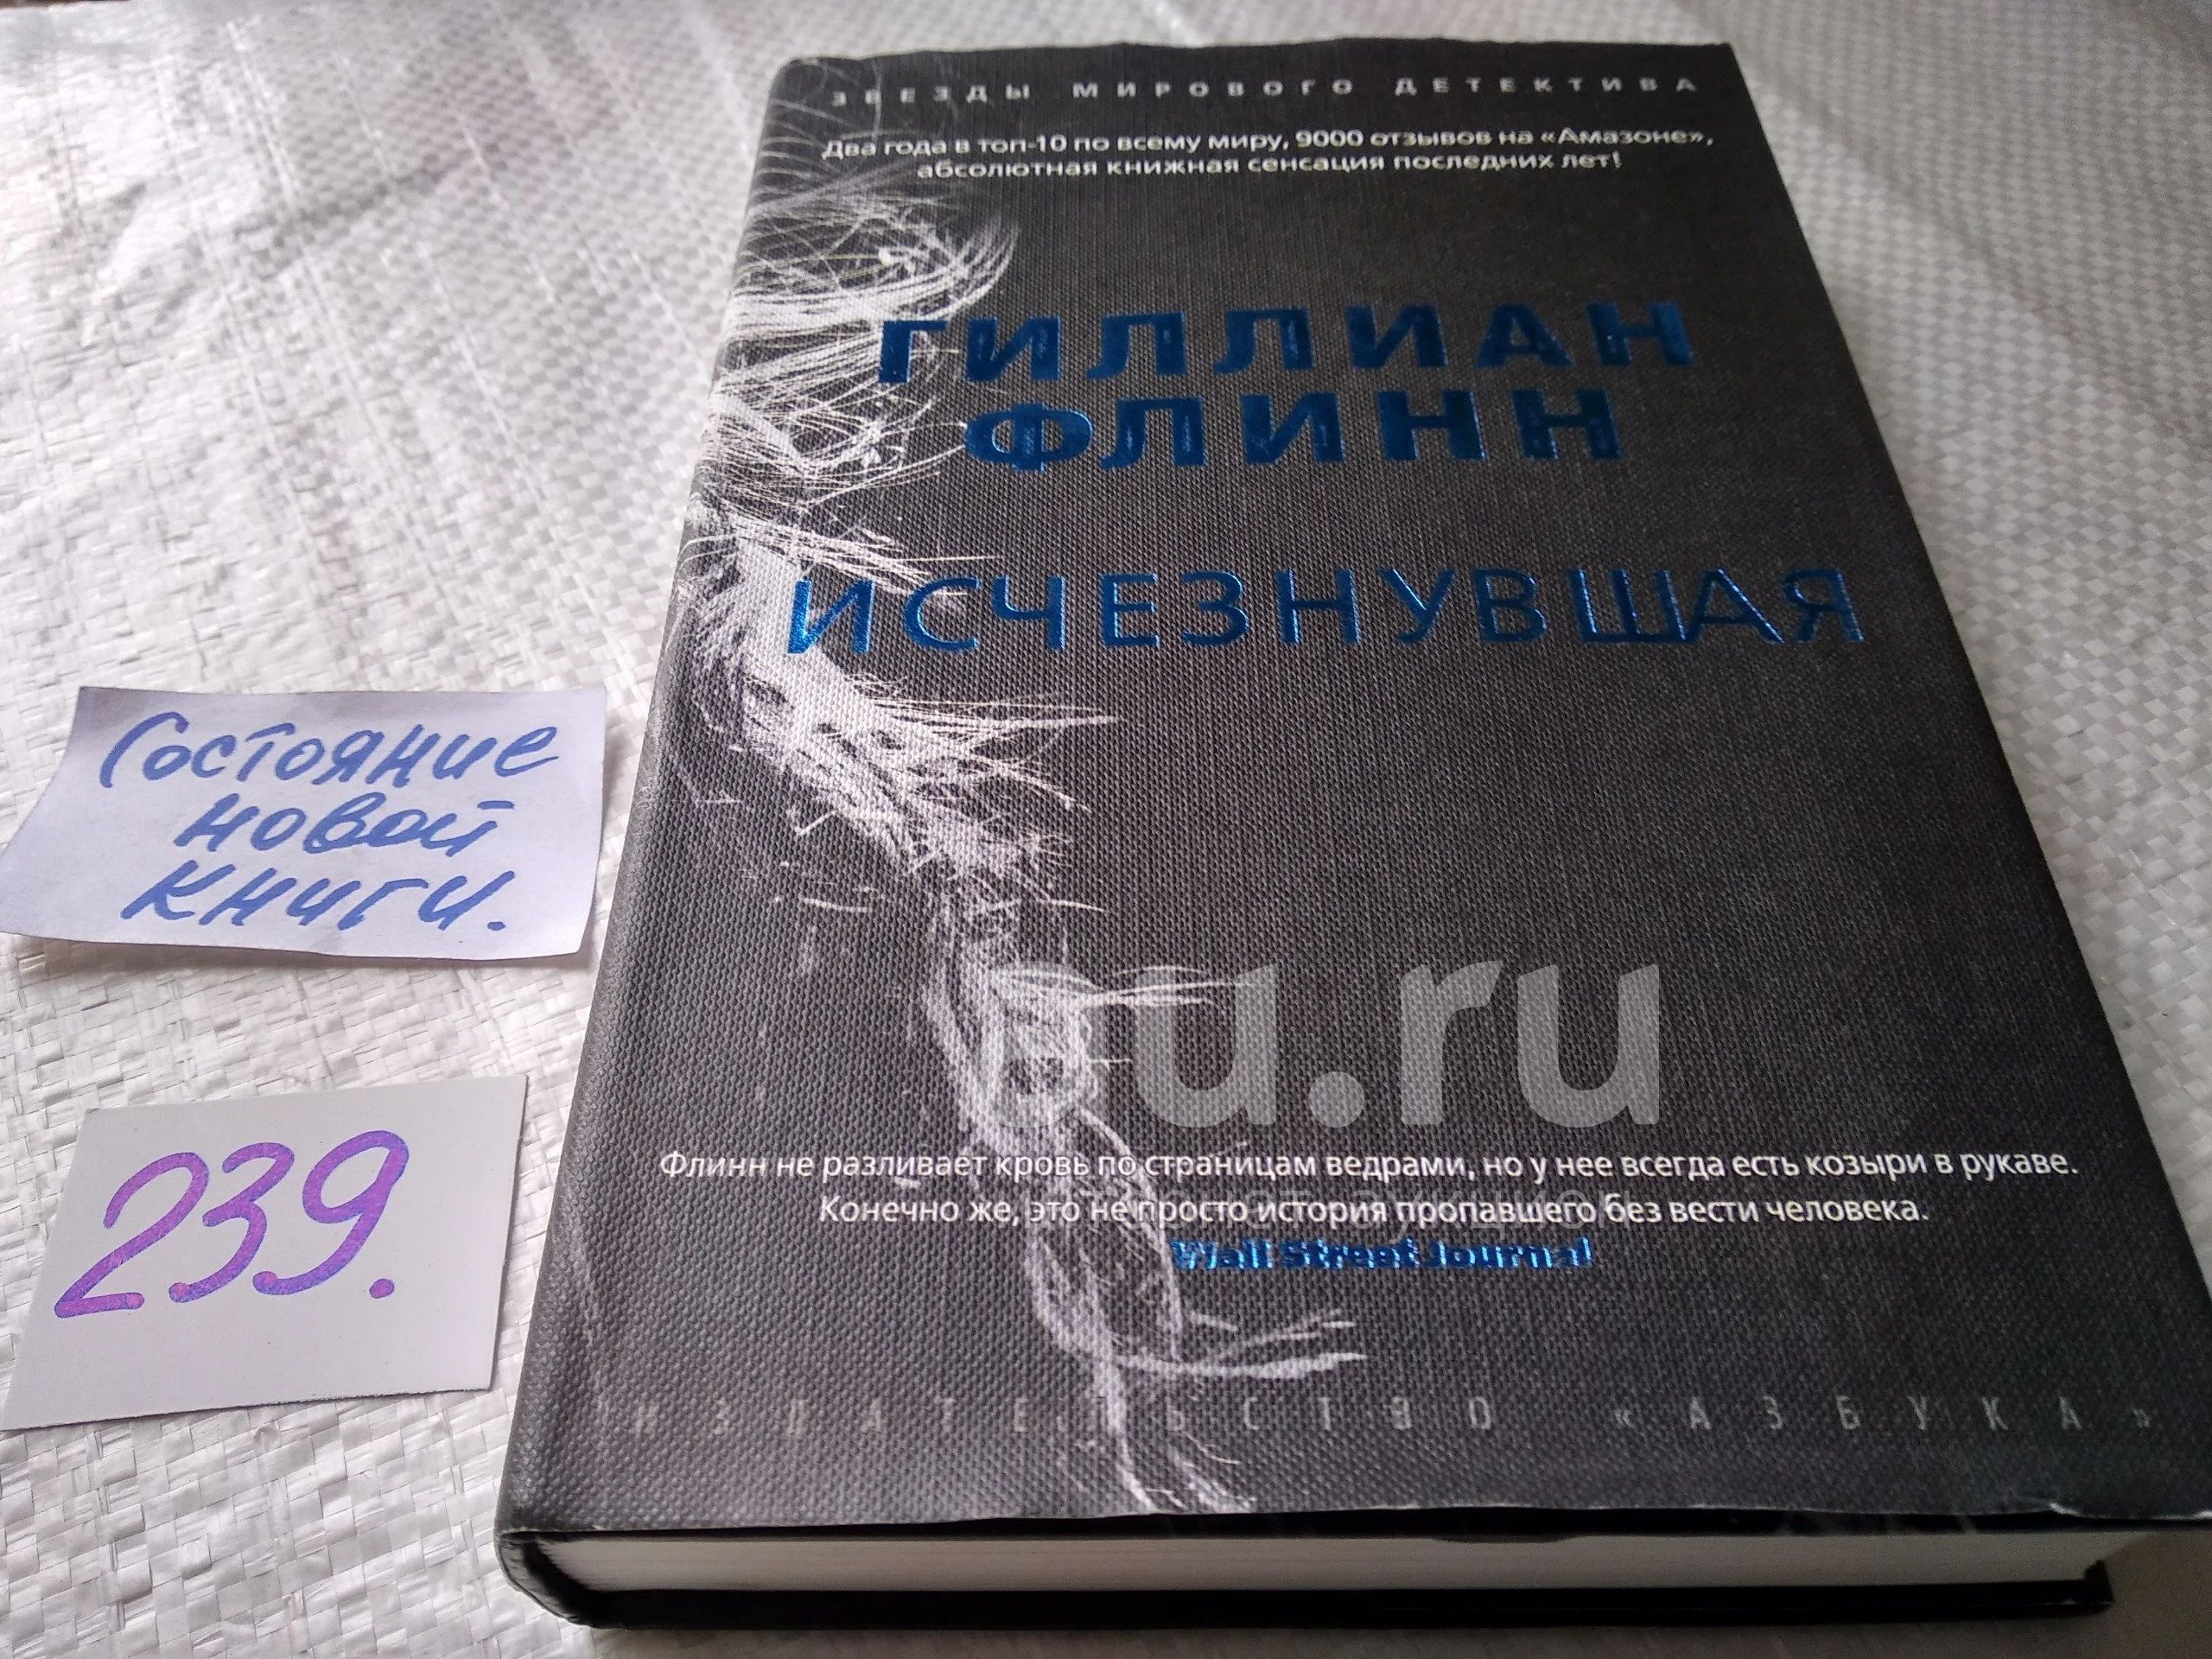 ЗВЕЗДЫ МИРОВОГО ДЕТЕКТИВА
Два года в топ-10 по всему миру, 9000 отзывов на «Амазоне»,
абсолютная книжная сенсация последних лет!
ГИЛЛИАН
ФЛИНН
ИСЧЕЗНУВШАЯ
Состояние
новой
книги.
239.
au.ru
Флинн не разливает кровь по страницам ведрами, но у нее всегда есть козыри в рукаве.
Конечно же, это не просто история пропавшего без вести человека.
Wall Street Journal
ИЗДАТЕЛЬСТВО «АЗБУКА»